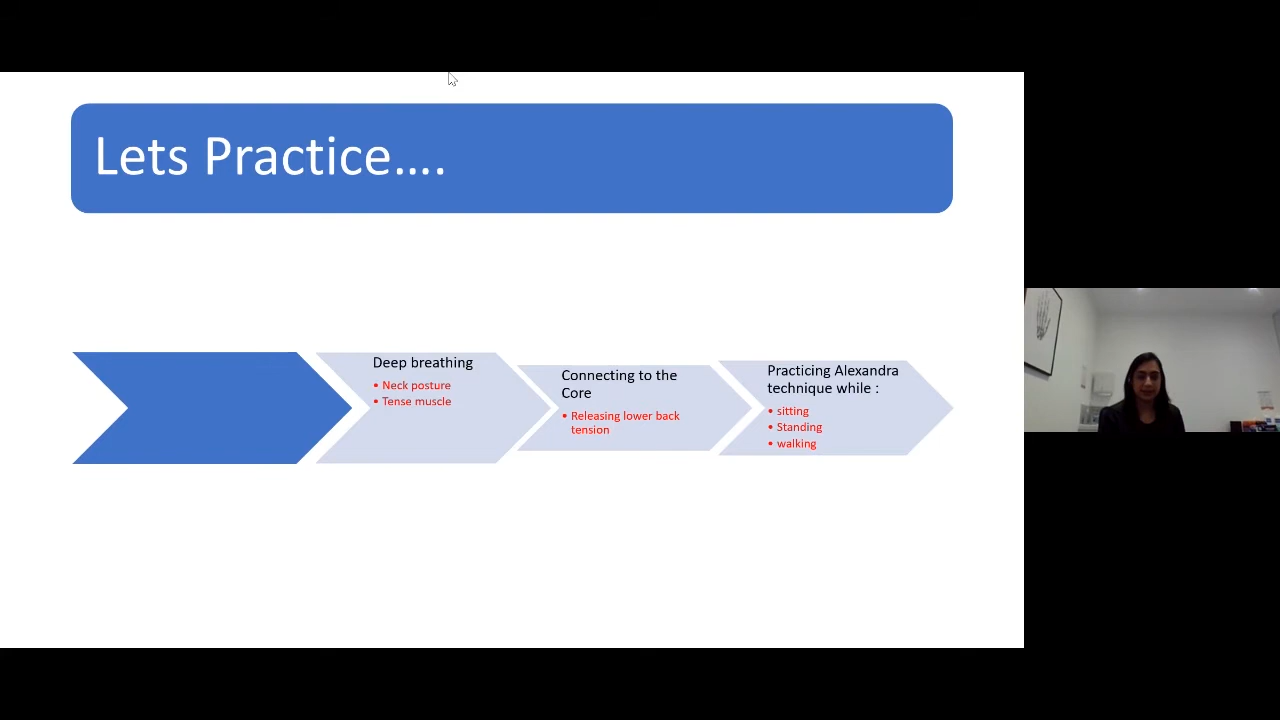 Lets Practice....
Deep breathing
• Neck posture
• Tense muscle
Connecting to the
Core
• Releasing lower back
tension
Practicing Alexandra
technique while :
• sitting
• Standing
• walking